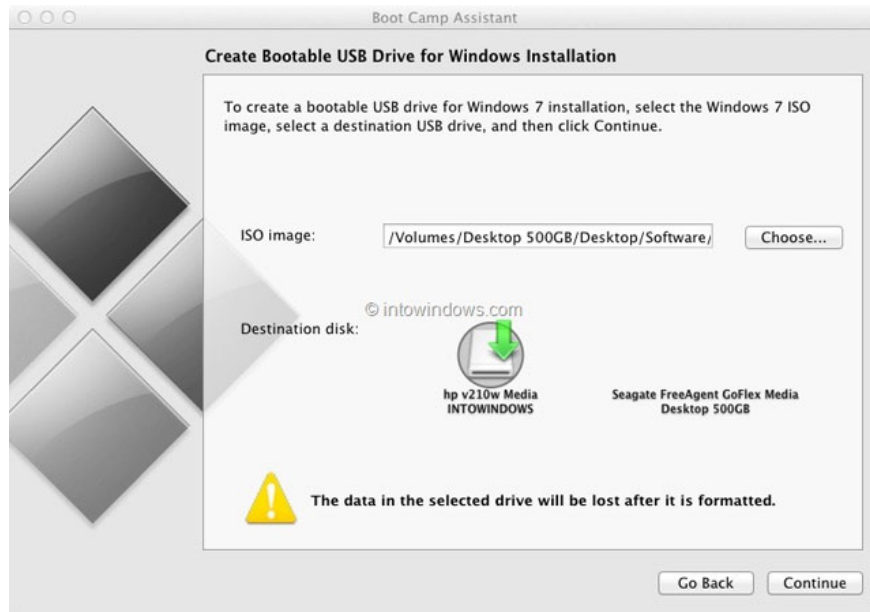 Boot Camp Assistant
Create Bootable USB Drive for Windows Installation
To create a bootable USB drive for Windows 7 installation, select the Windows 7 ISO
image, select a destination USB drive, and then click Continue.
ISO image:
/Volumes/Desktop 500GB/Desktop/Software/
Choose...
© intowindows.com
Destination disk:
hp v210w Media
INTOWINDOWS
Seagate FreeAgent GoFlex Media
Desktop 500GB
The data in the selected drive will be lost after it is formatted.
Go Back
Continue